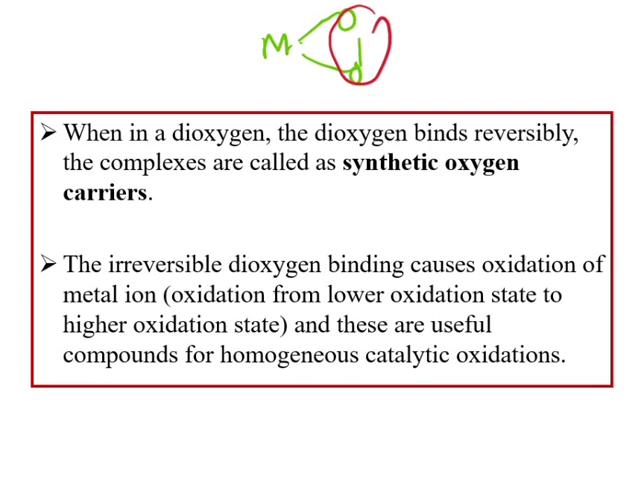 M
O
O
➢ When in a dioxygen, the dioxygen binds reversibly,
the complexes are called as synthetic oxygen
carriers.
➢ The irreversible dioxygen binding causes oxidation of
metal ion (oxidation from lower oxidation state to
higher oxidation state) and these are useful
compounds for homogeneous catalytic oxidations.